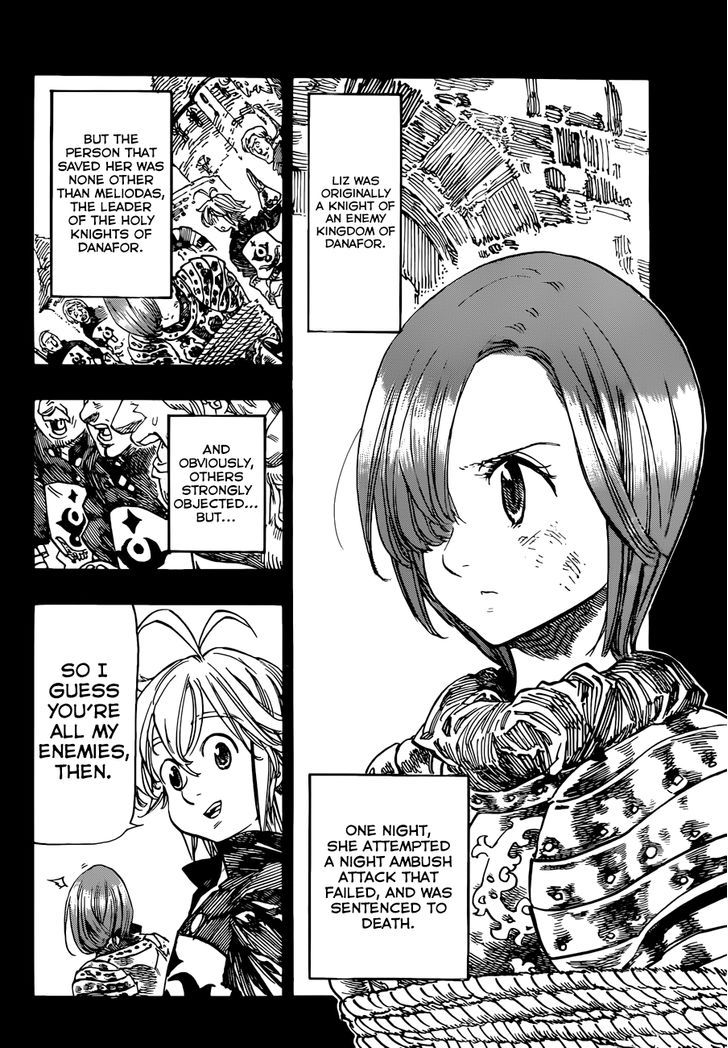 LIZ WAS
ORIGINALLY
A KNIGHT OF
AN ENEMY
KINGDOM OF
DANAFOR.
ONE NIGHT,
SHE ATTEMPTED
A NIGHT AMBUSH
ATTACK THAT
FAILED, AND WAS
SENTENCED TO
DEATH.
BUT THE
PERSON THAT
SAVED HER WAS
NONE OTHER
THAN MELIODAS,
THE LEADER
OF THE HOLY
KNIGHTS OF
DANAFOR.
AND
OBVIOUSLY,
OTHERS
STRONGLY
OBJECTED...
BUT...
SO I
GUESS
YOU'RE
ALL MY
ENEMIES,
THEN.